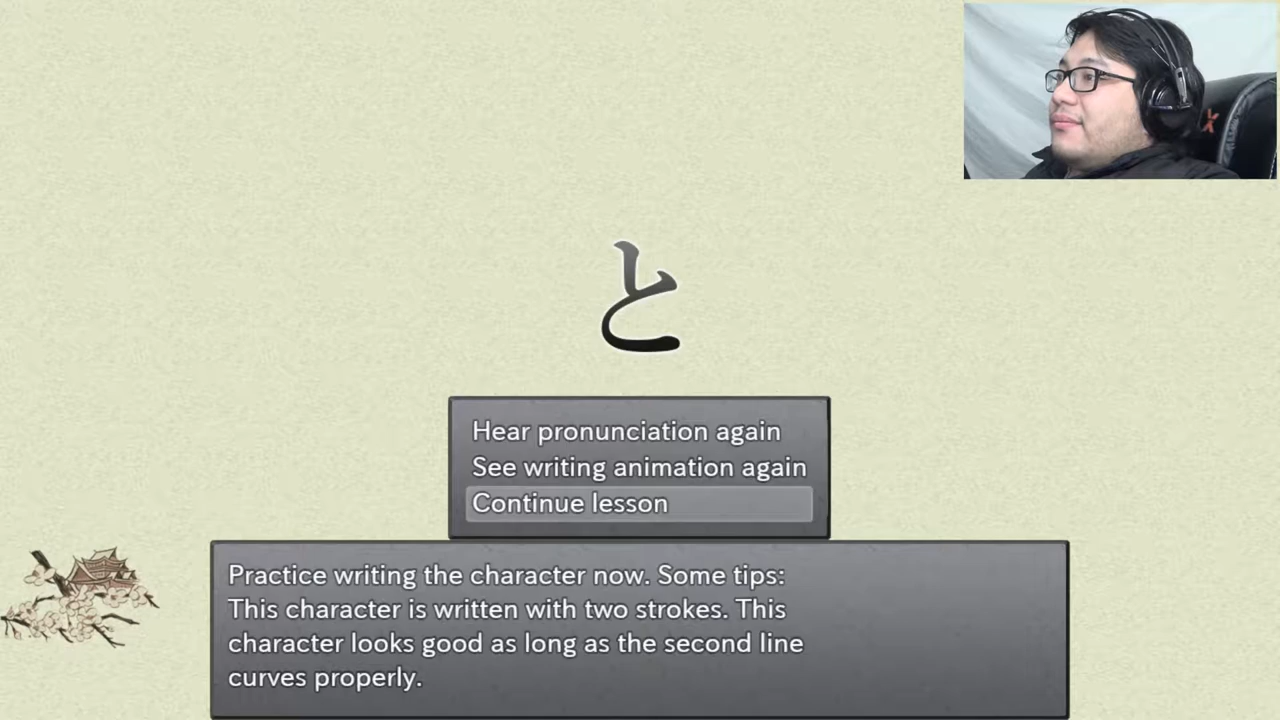 と
Hear pronunciation again
See writing animation again
Continue lesson
Practice writing the character now. Some tips:
This character is written with two strokes. This
character looks good as long as the second line
curves properly.